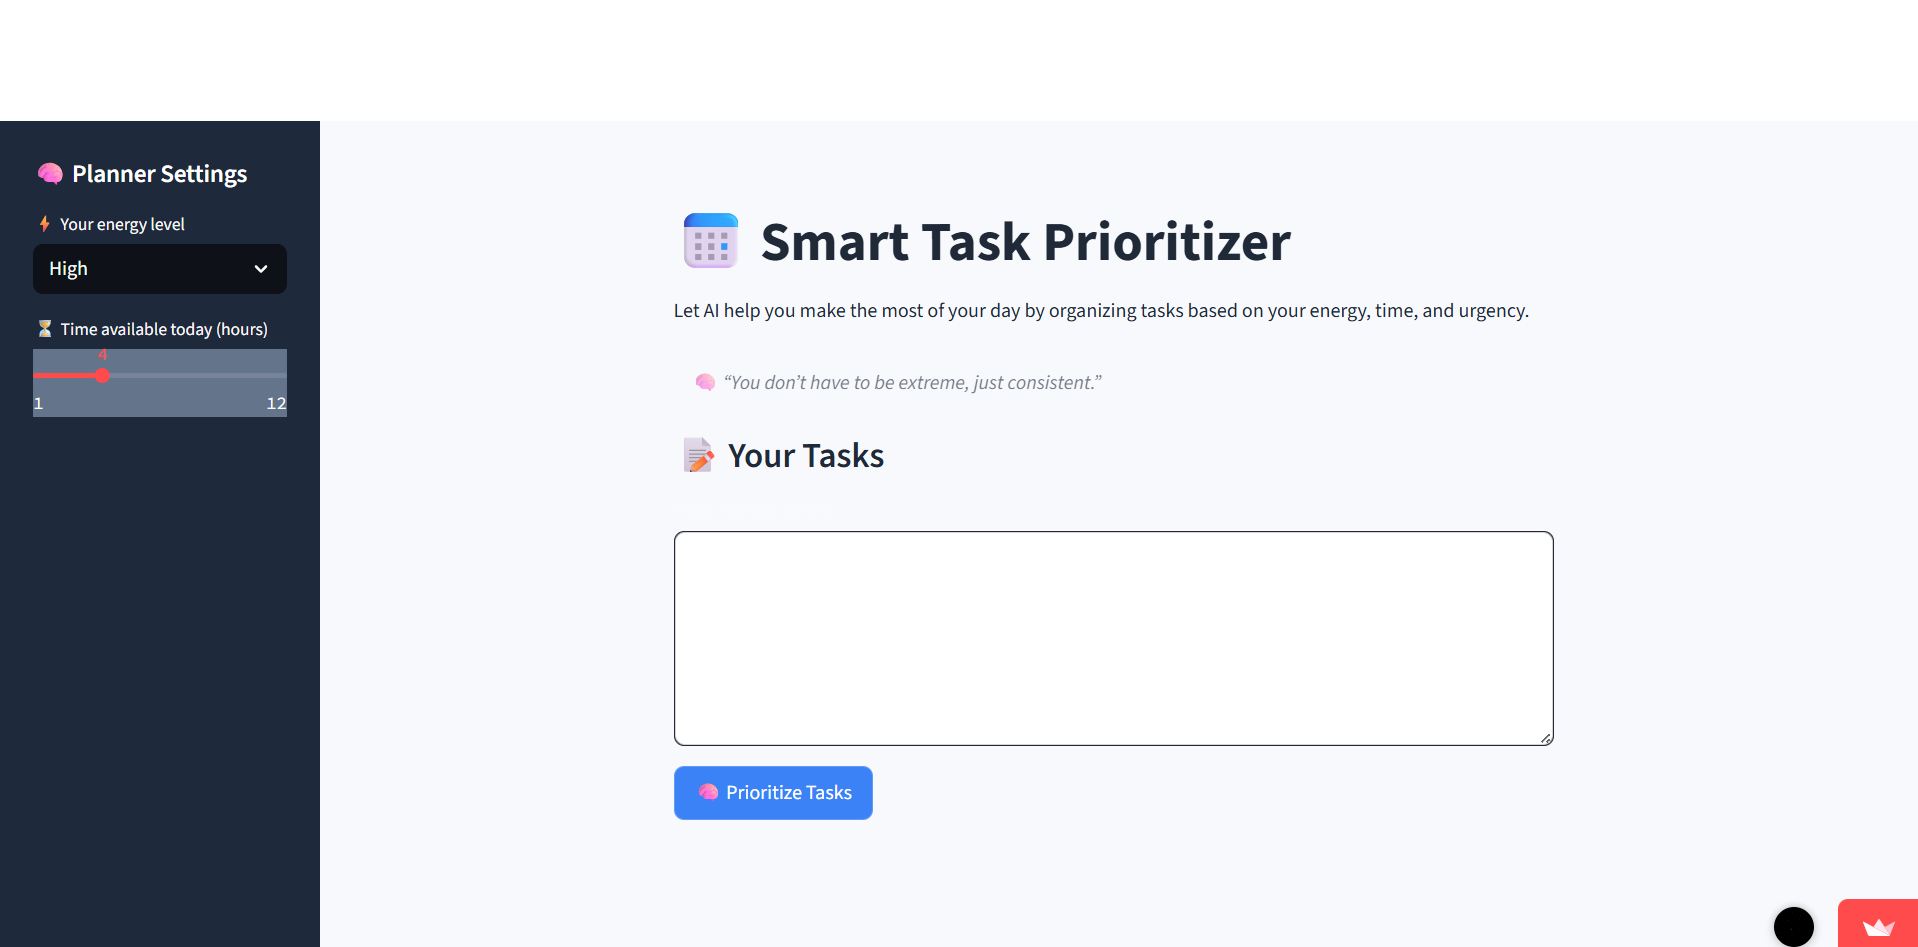 Planner Settings
Your energy level
High
Time available today (hours)
4
1 12
Smart Task Prioritizer
Let AI help you make the most of your day by organizing tasks based on your energy, time, and urgency.
“You don’t have to be extreme, just consistent.”
Your Tasks
Prioritize Tasks